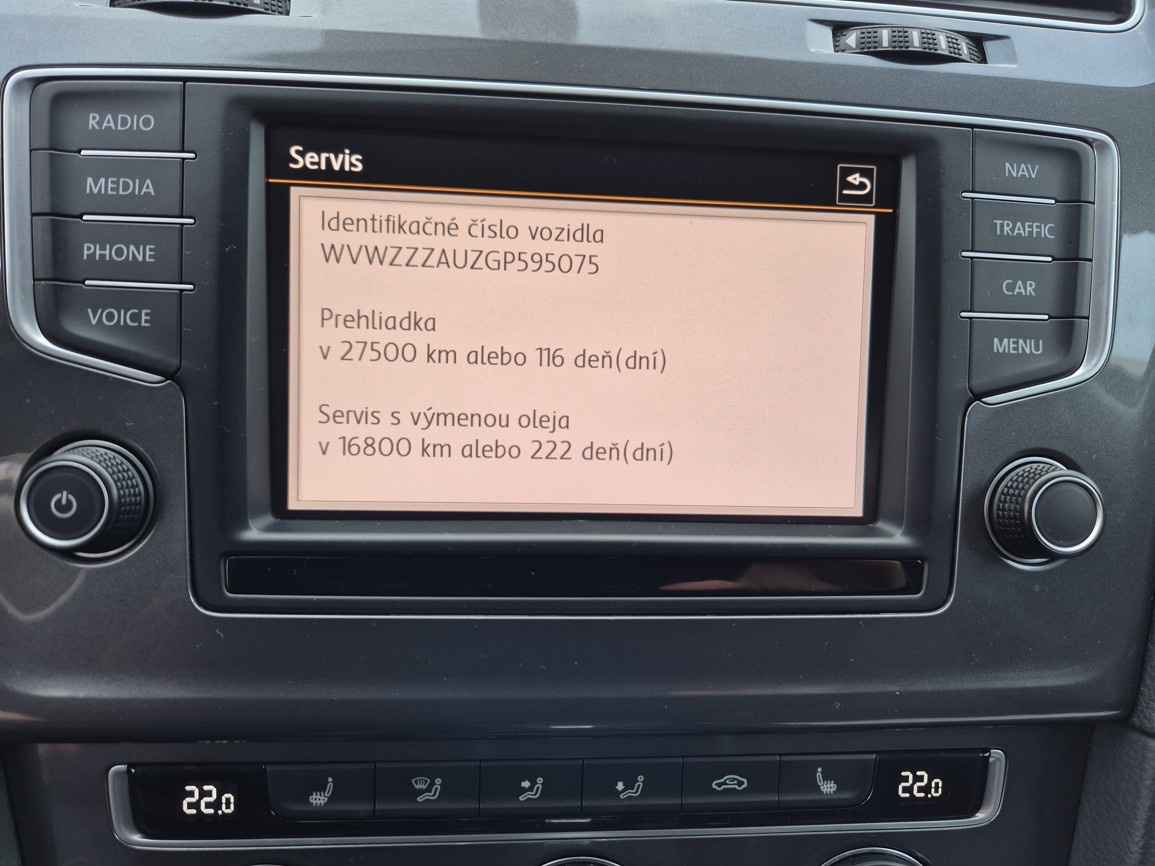 RADIO
MEDIA
PHONE
VOICE
Servis
Identifikačné číslo vozidla
WVWZZZAUZGP595075
Prehliadka
v 27500 km alebo 116 deň(dní)
Servis s výmenou oleja
v 16800 km alebo 222 deň(dní)
NAV
TRAFFIC
CAR
MENU
22.0
22.0